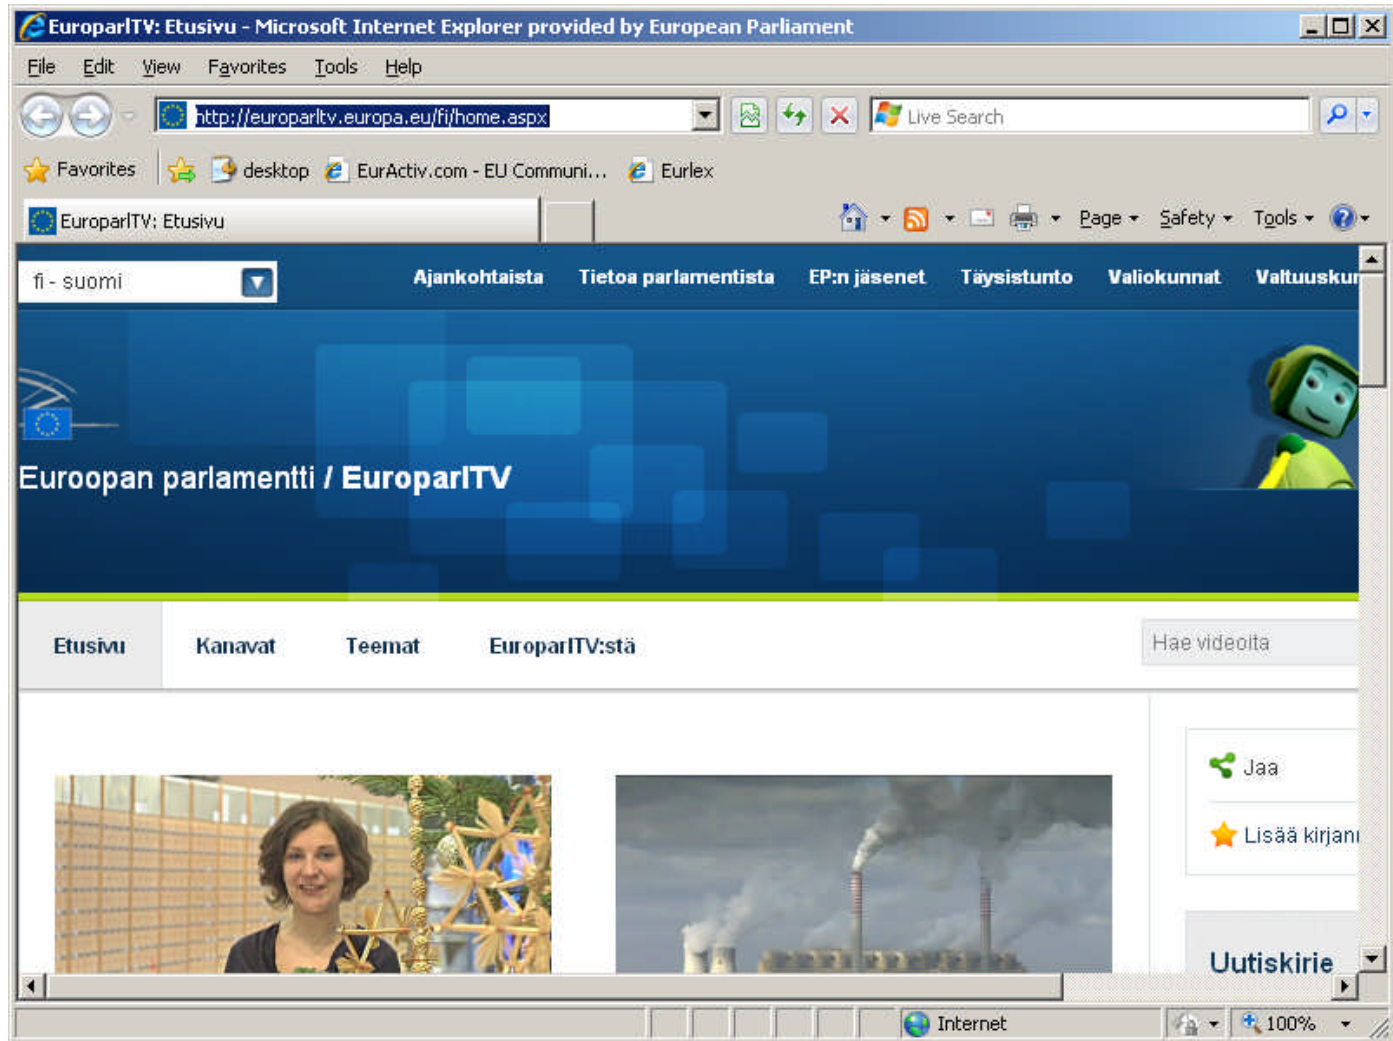 EuroparlTV: Etusivu - Microsoft Internet Explorer provided by European Parliament
File Edit View Favorites Tools Help
http://europarltv.europa.eu/fi/home.aspx Live Search
Favorites desktop EurActiv.com - EU Communi... Eurlex
EuroparlTV: Etusivu Page Safety Tools
fi - suomi Ajankohtaista Tietoa parlamentista EP:n jäsenet Täysistunto Valiokunnat Valtuuskun
Euroopan parlamentti / EuroparlTV
Etusivu Kanavat Teemat EuroparlTV:stä Hae videoita
Jaa
Lisää kirjan
Uutiskirje
Internet 100%